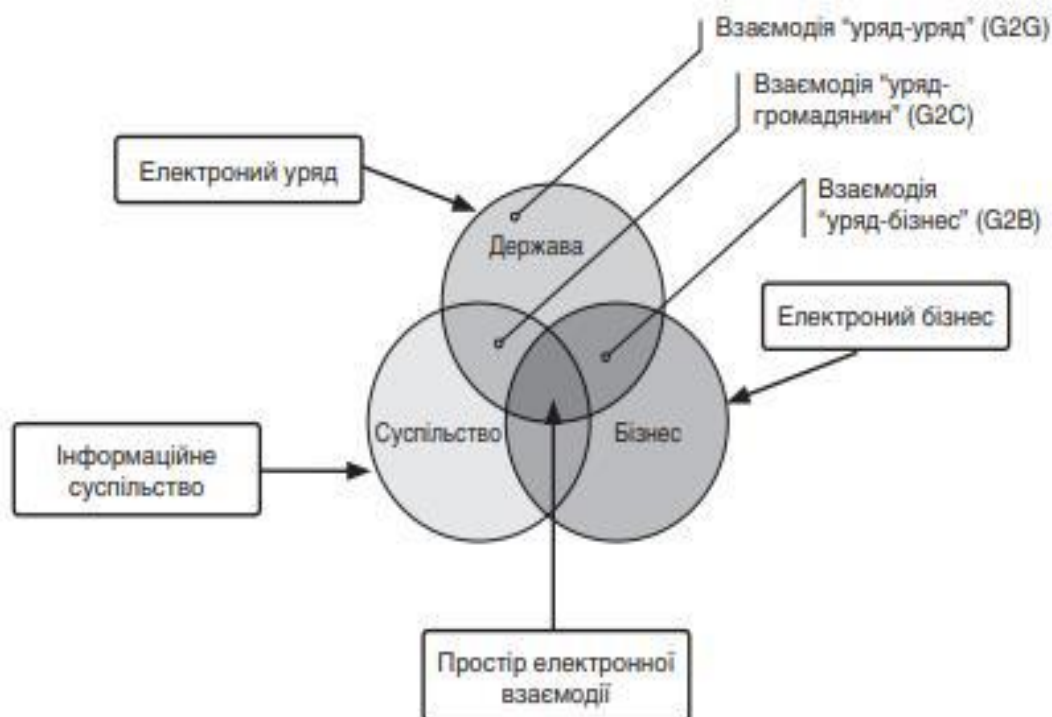 Взаємодія “уряд-уряд” (G2G)
Взаємодія “уряд-
громадянин” (G2C)
Електроний уряд
Взаємодія
“уряд-бізнес” (G2B)
Держава
Електроний бізнес
Суспільство
Бізнес
Інформаційне
суспільство
Простір електронної
взаємодії